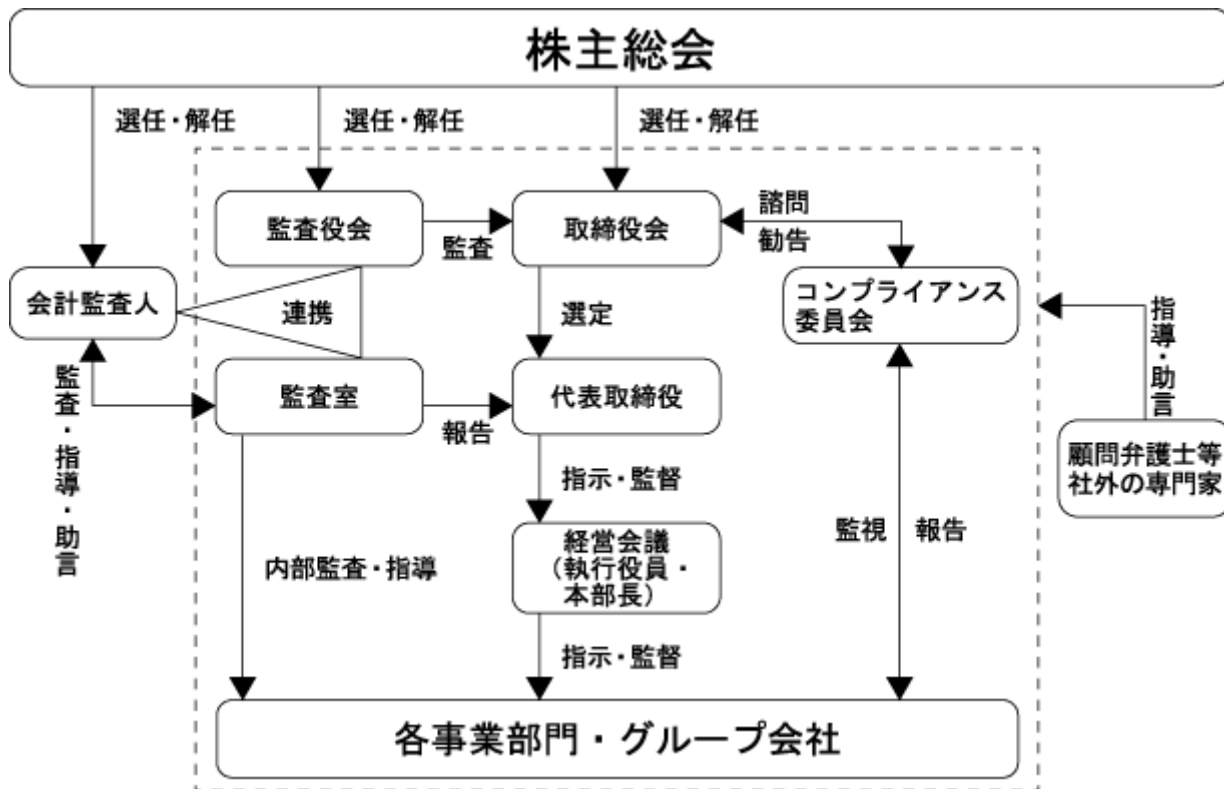 株主総会
選任・解任
選任・解任
選任・解任
監査役会
監査
取締役会
諮問
勧告
会計監査人
連携
選定
コンプライアンス
委員会
指導・助言
監査・指導・助言
監査室
報告
代表取締役
顧問弁護士等
社外の専門家
指示・監督
内部監査・指導
経営会議
(執行役員・
本部長)
監視
報告
指示・監督
各事業部門・グループ会社